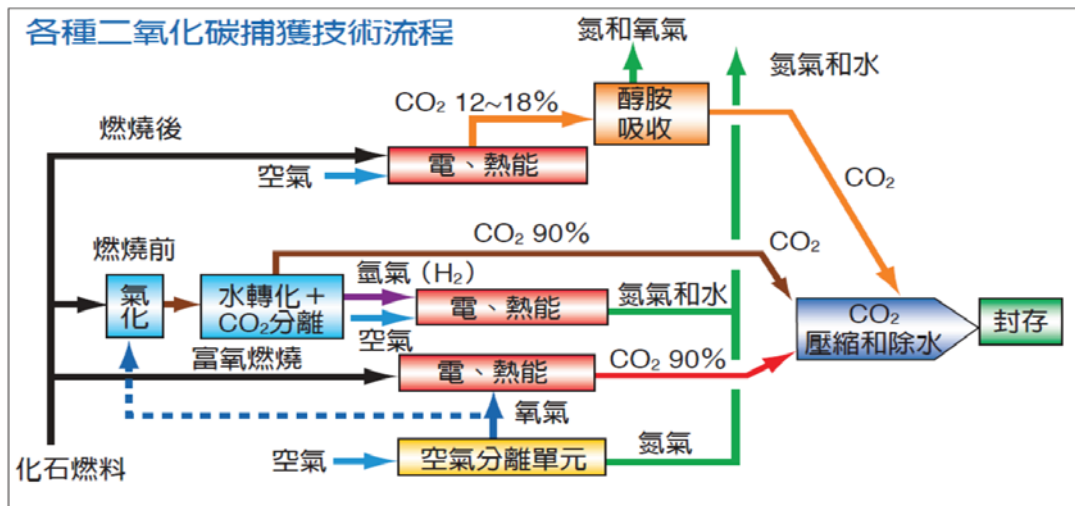 各種二氧化碳捕獲技術流程
氮和氧氣
氮氣和水
CO₂ 12~18%
醇胺
吸收
燃燒後
空氣
電、熱能
CO₂
燃燒前
CO₂ 90%
CO₂
氣化
水轉化+
CO₂分離
氫氣（H₂）
空氣
電、熱能
氮氣和水
CO₂
壓縮和除水
封存
富氧燃燒
電、熱能
CO₂ 90%
氧氣
化石燃料
空氣
空氣分離單元
氮氣